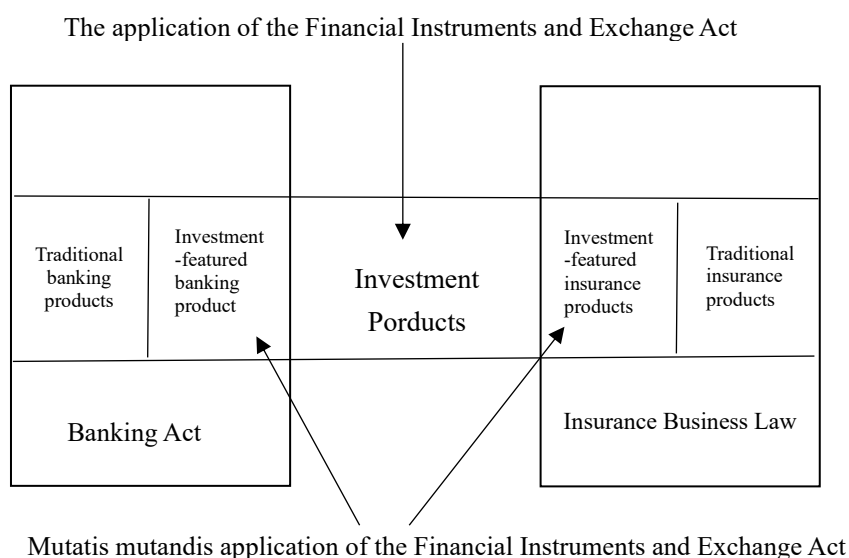 The application of the Financial Instruments and Exchange Act
Traditional
banking
products
Investment
-featured
banking
product
Investment
Porducts
Investment
-featured
insurance
products
Traditional
insurance
products
Banking Act
Insurance Business Law
Mutatis mutandis application of the Financial Instruments and Exchange Act